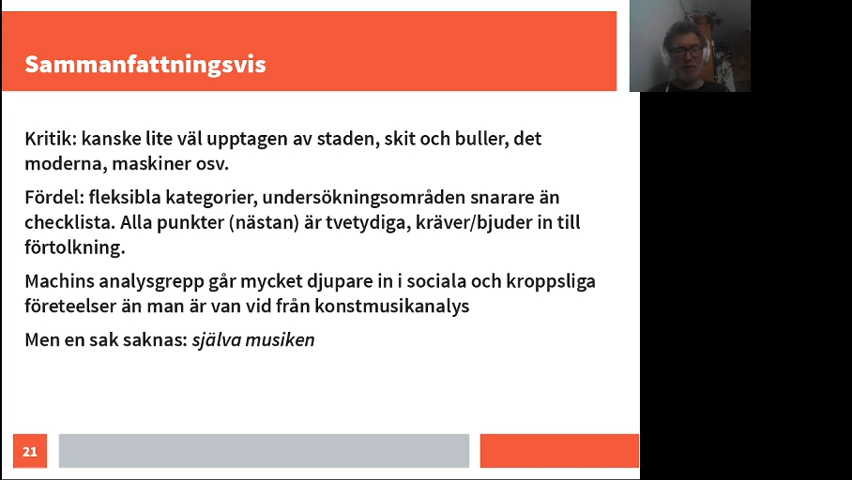 Sammanfattningsvis
Kritik: kanske lite väl upptagen av staden, skit och buller, det
moderna, maskiner osv.
Fördel: fleksibla kategorier, undersökningsområden snarare än
checklista. Alla punkter (nästan) är tvetydiga, kräver/bjuder in till
förtolkning.
Machins analysgrepp går mycket djupare in i sociala och kroppsliga
företeelser än man är van vid från konstmusikanalys
Men en sak saknas: själva musiken
21